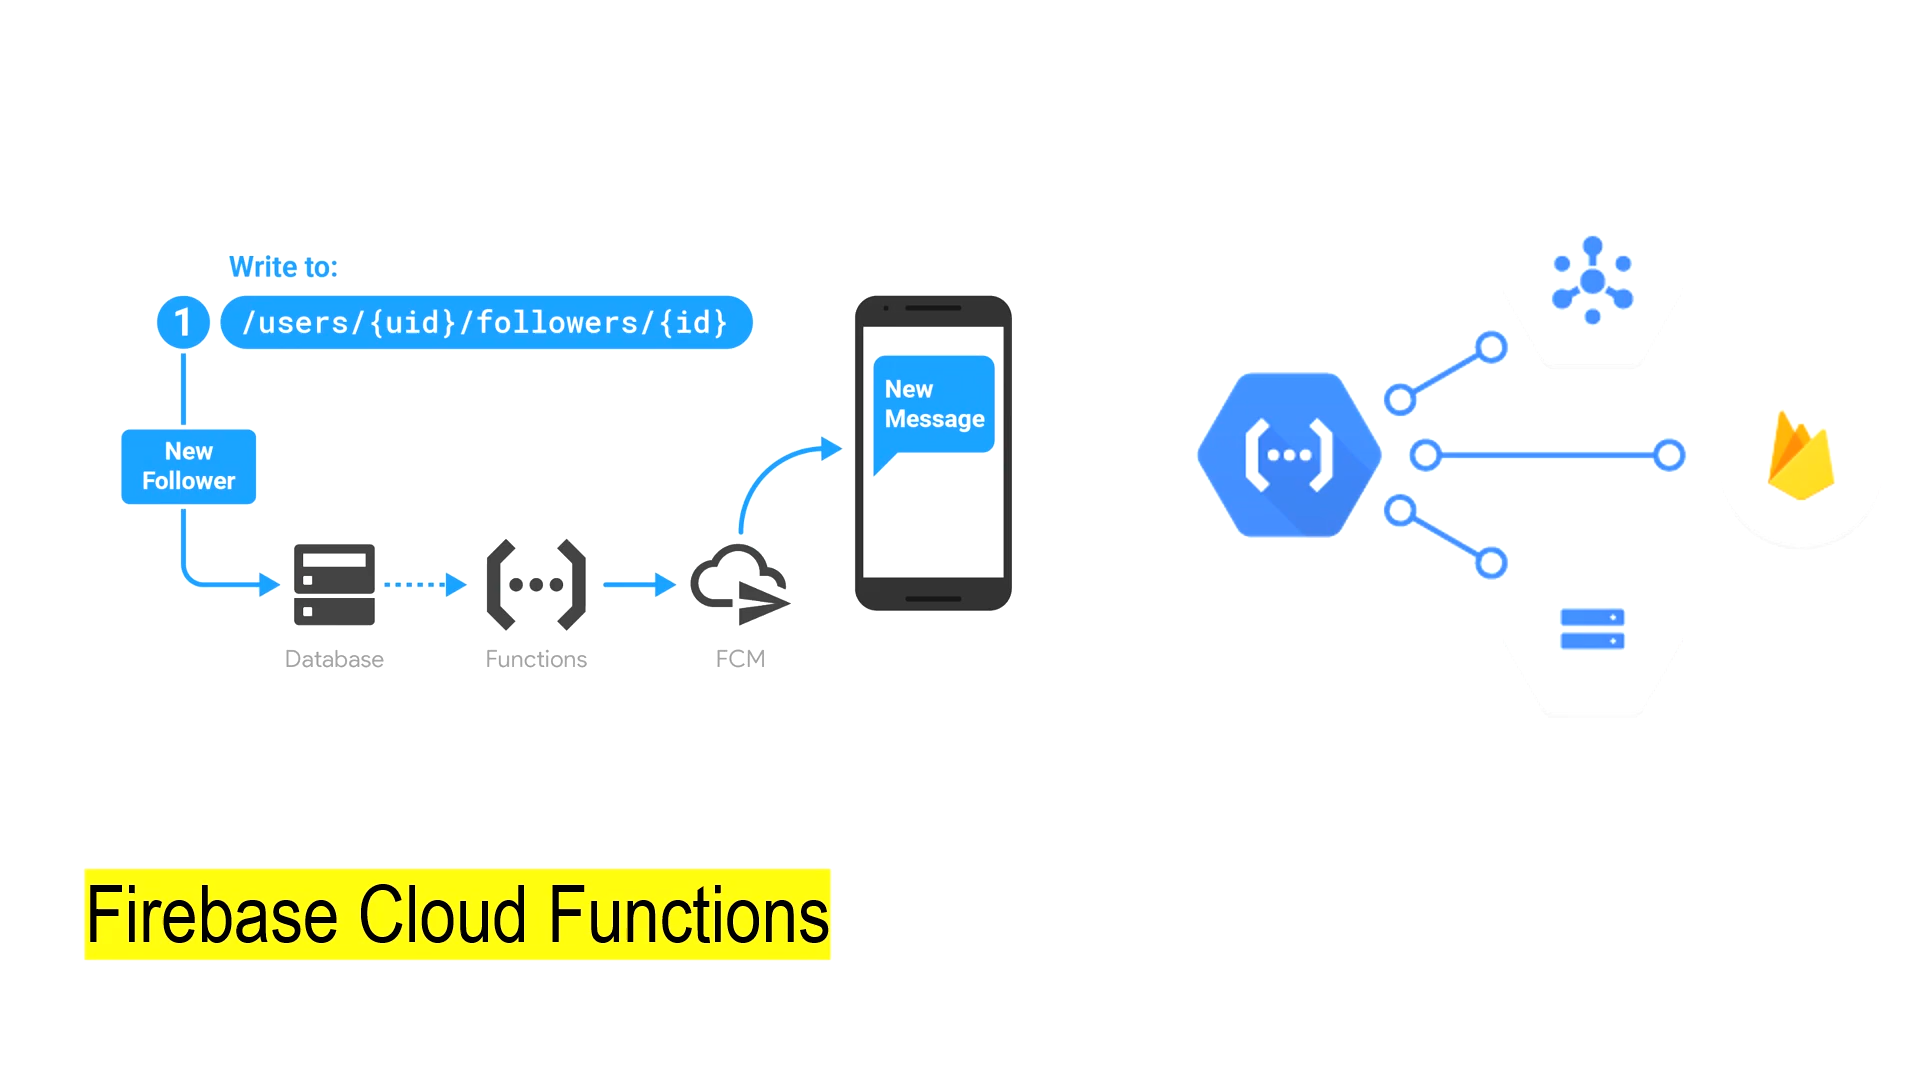 Write to:
1 /users/{uid}/followers/{id}
New
Follower
New
Message
Database
Functions
FCM
Firebase Cloud Functions